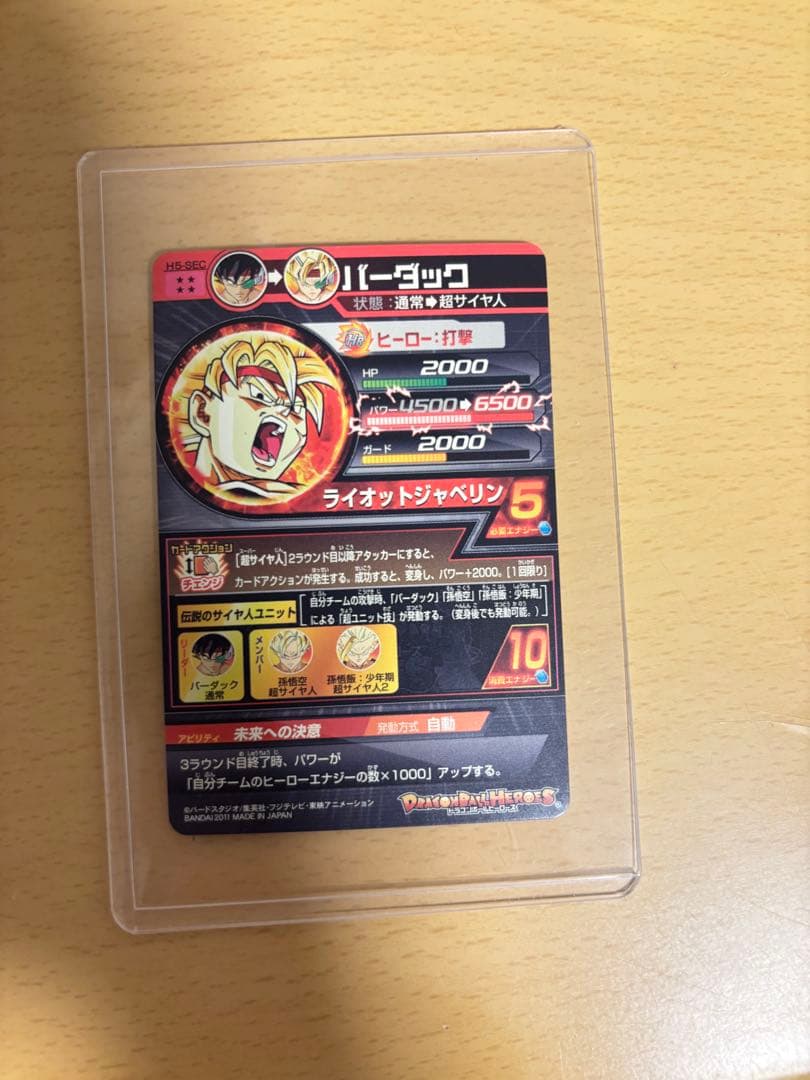 H5-SEC
バーダック
状態：通常➡超サイヤ人
ヒーロー：打撃
HP 2000
パワー 4500➡6500
ガード 2000
ライオットジャベリン 5
必要エナジー
カードアクション
チェンジ
[超サイヤ人]2ラウンド目以降アタッカーにすると、
カードアクションが発生する。成功すると、変身し、パワー+2000。[1回限り]
伝説のサイヤ人ユニット
自分チームの攻撃時、「バーダック」「孫悟空」「孫悟飯：少年期」
による「超ユニット技」が発動する。（変身後でも発動可能。）
リーダー
バーダック
通常
メンバー
孫悟空
超サイヤ人
孫悟飯：少年期
超サイヤ人2
10
消費エナジー
アビリティ 未来への決意 発動方式 自動
3ラウンド目終了時、パワーが
「自分チームのヒーローエナジーの数×1000」アップする。
©バードスタジオ/集英社・フジテレビ・東映アニメーション
BANDAI 2011 MADE IN JAPAN
DRAGONBALL HEROES
ドラゴンボールヒーローズ